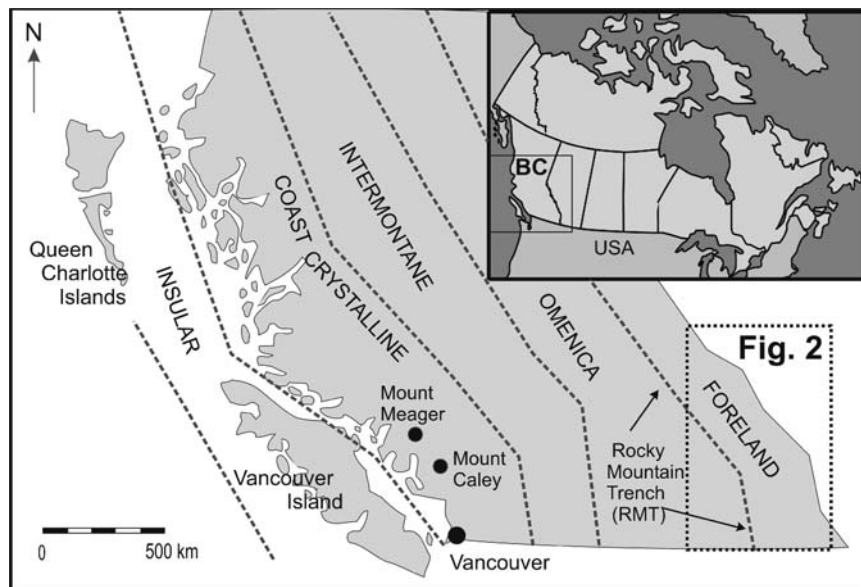 N
BC
USA
Queen
Charlotte
Islands
INSULAR
COAST CRYSTALLINE
INTERMONTANE
OMENICA
FORELAND
Fig. 2
Mount
Meager
Mount
Caley
Rocky
Mountain
Trench
(RMT)
Vancouver
Island
Vancouver
0 500 km